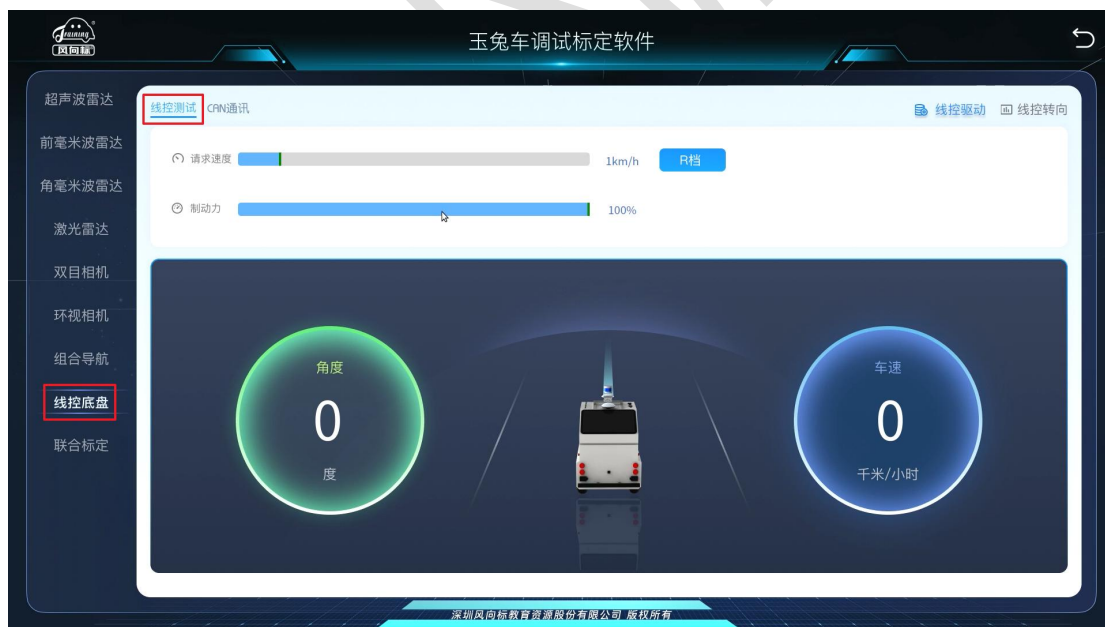 Training
风向标
玉兔车调试标定软件
超声波雷达
前毫米波雷达
角毫米波雷达
激光雷达
双目相机
环视相机
组合导航
线控底盘
联合标定
线控测试 CAN通讯
线控驱动 线控转向
请求速度 1km/h R档
制动力 100%
角度
0
度
车速
0
千米/小时
深圳风向标教育资源股份有限公司 版权所有